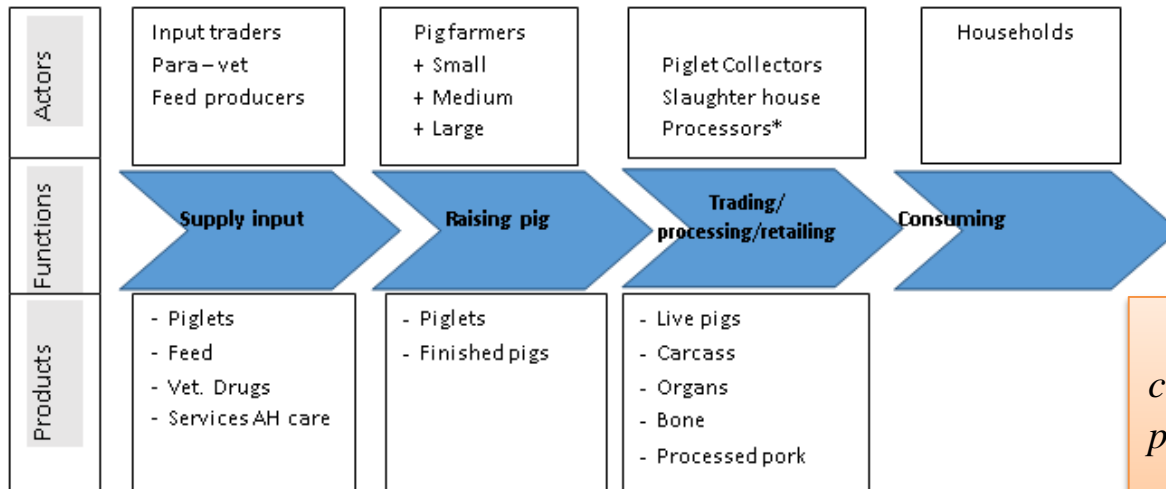 Actors
Input traders
Para – vet
Feed producers
Pigfarmers
+ Small
+ Medium
+ Large
Piglet Collectors
Slaughter house
Processors*
Households
Functions
Supply input
Raising pig
Trading/
processing/retailing
Consuming
Products
- Piglets
- Feed
- Vet. Drugs
- Services AH care
- Piglets
- Finished pigs
- Live pigs
- Carcass
- Organs
- Bone
- Processed pork